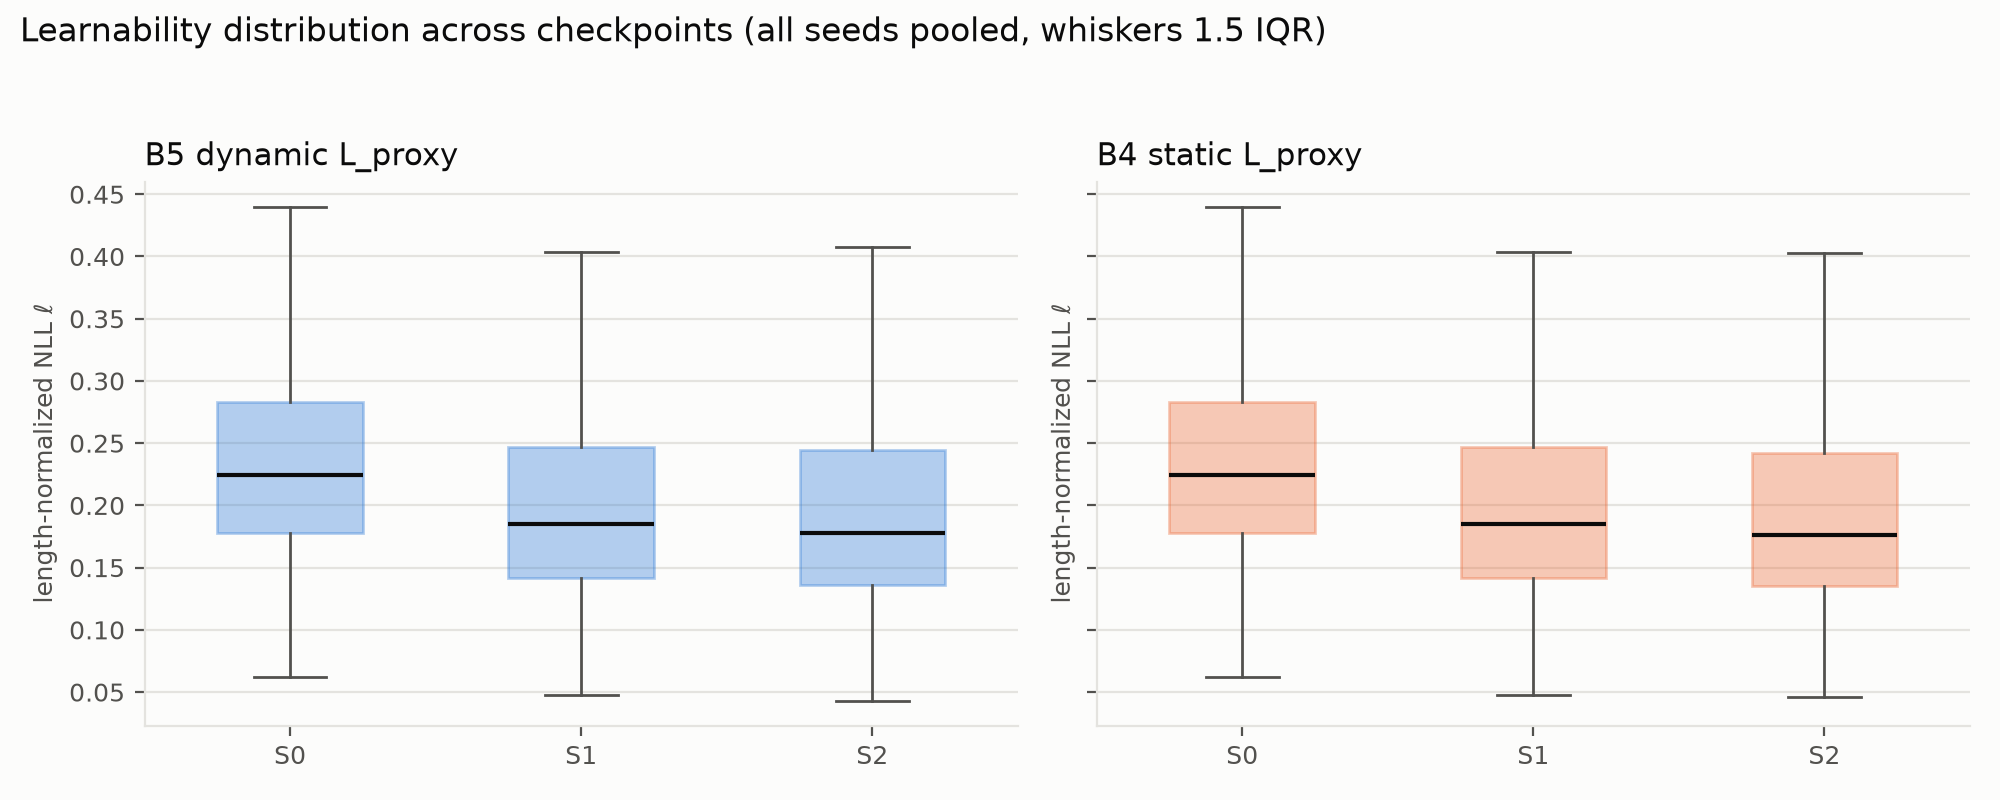 Learnability distribution across checkpoints (all seeds pooled, whiskers 1.5 IQR)
B5 dynamic L_proxy
length-normalized NLL ℓ
0.45
0.40
0.35
0.30
0.25
0.20
0.15
0.10
0.05
S0 S1 S2
B4 static L_proxy
length-normalized NLL ℓ
S0 S1 S2